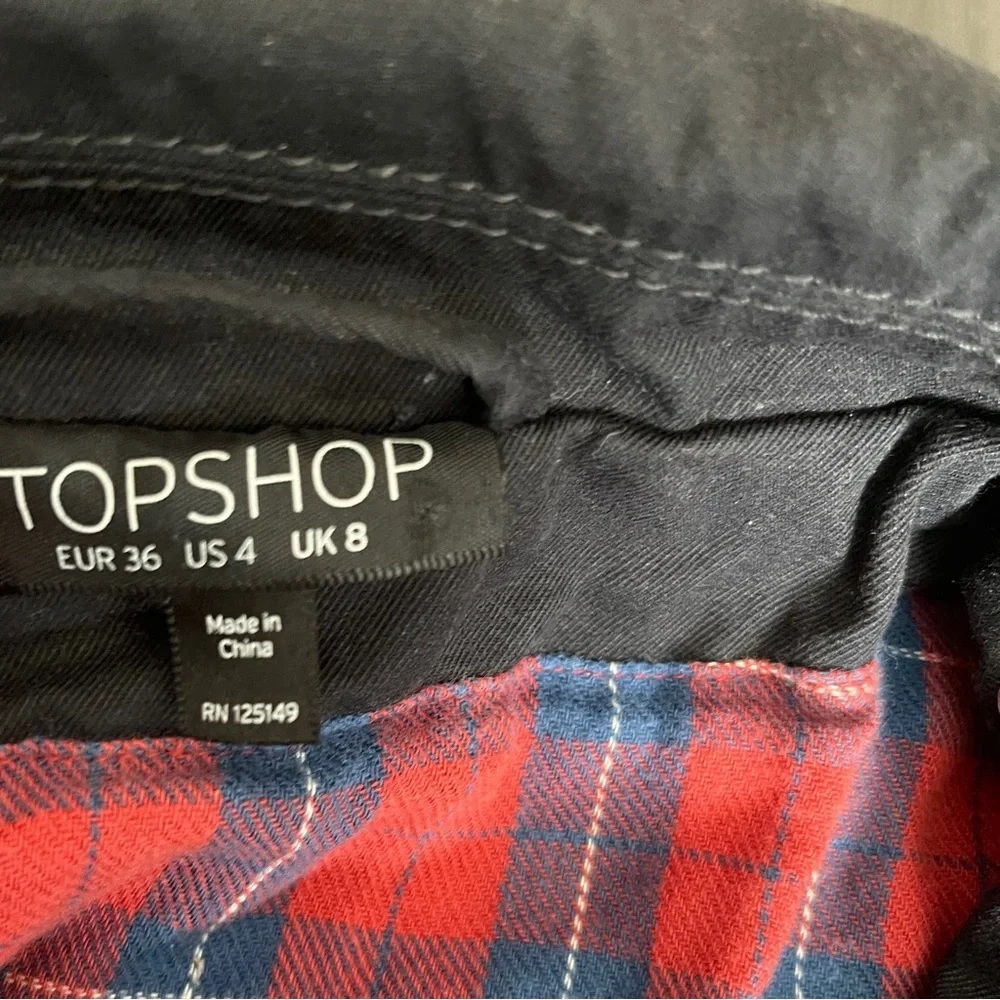 TOPSHOP
EUR 36 US 4 UK 8
Made in
China
RN 125149